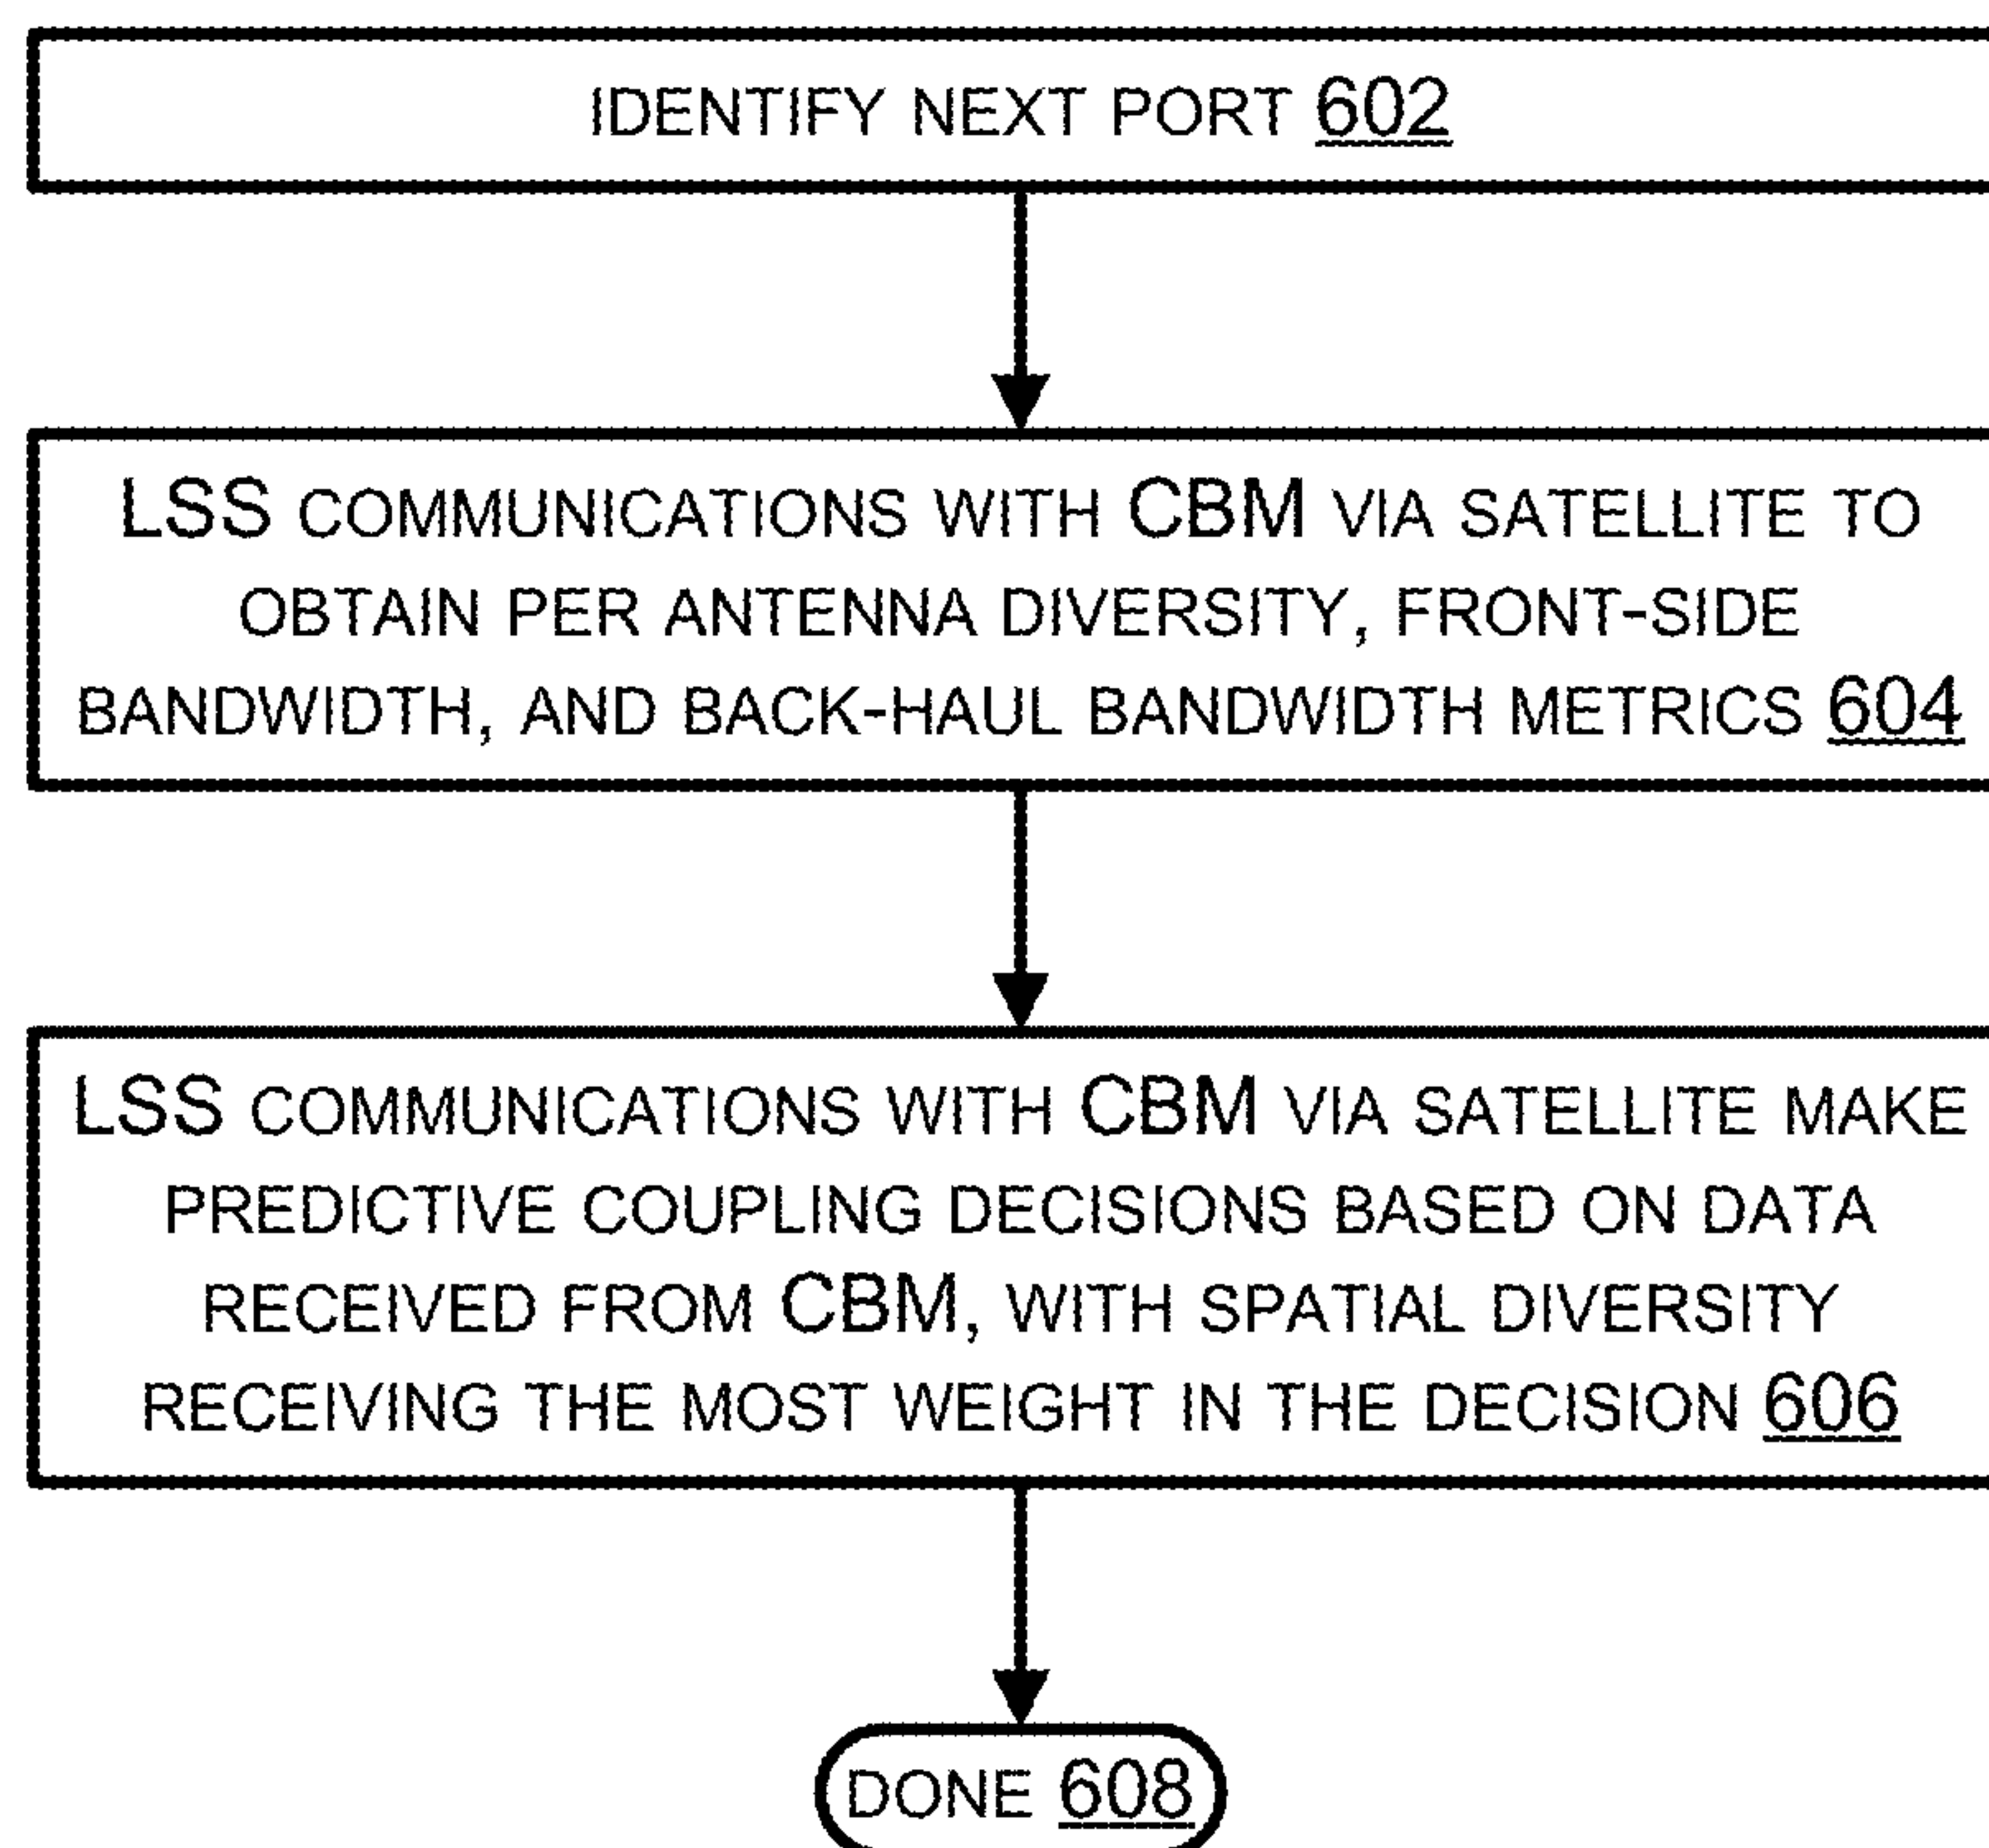 IDENTIFY NEXT PORT 602
LSS COMMUNICATIONS WITH CBM VIA SATELLITE TO
OBTAIN PER ANTENNA DIVERSITY, FRONT-SIDE
BANDWIDTH, AND BACK-HAUL BANDWIDTH METRICS 604
LSS COMMUNICATIONS WITH CBM VIA SATELLITE MAKE
PREDICTIVE COUPLING DECISIONS BASED ON DATA
RECEIVED FROM CBM, WITH SPATIAL DIVERSITY
RECEIVING THE MOST WEIGHT IN THE DECISION 606
DONE 608